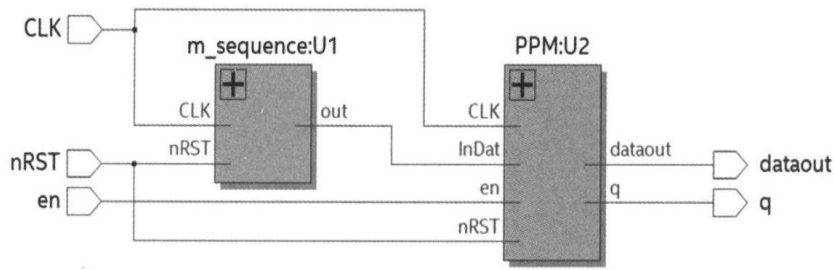 CLK
m_sequence:U1
PPM:U2
CLK
out
CLK
nRST
nRST
InDat
dataout
dataout
en
en
q
q
nRST